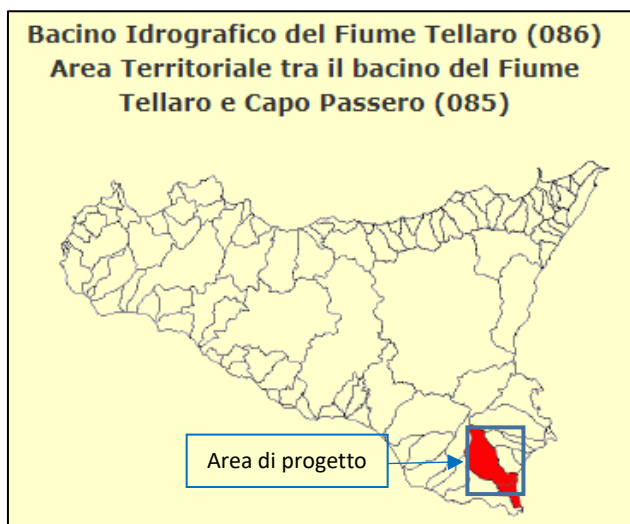 Bacino Idrografico del Fiume Tellaro (086)
Area Territoriale tra il bacino del Fiume
Tellaro e Capo Passero (085)
Area di progetto